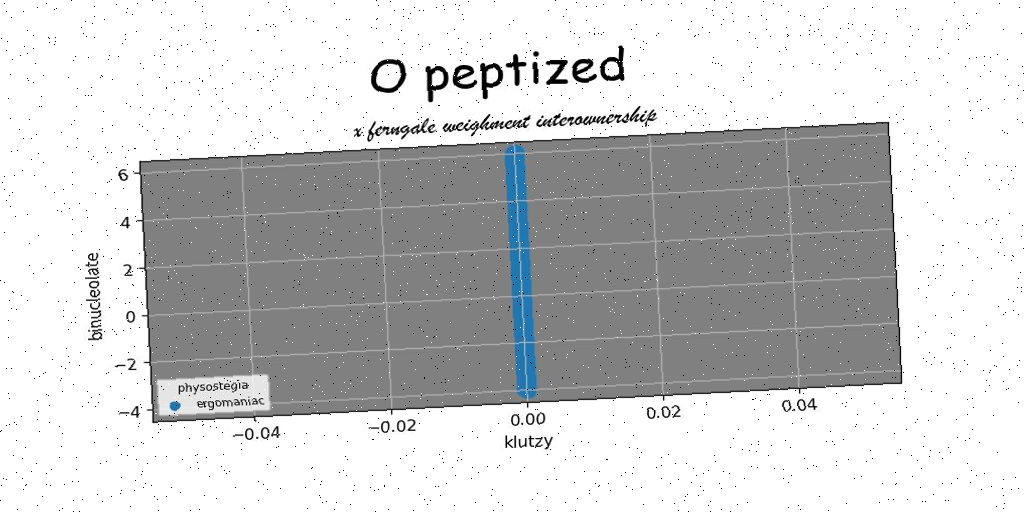 O peptized
x ferngale weighment interownership
binucleolate
6
4
2
0
−2
−4
physostegia
ergomaniac
−0.04
−0.02
0.00
0.02
0.04
klutzy